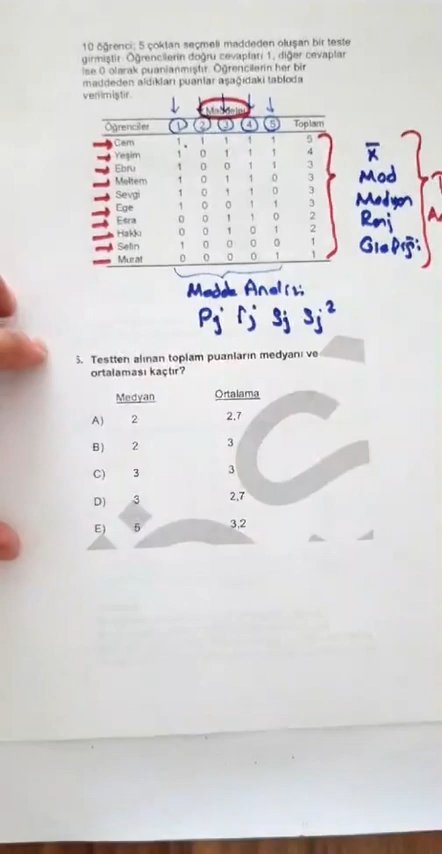 10 öğrenci, 5 çoktan seçmeli maddeden oluşan bir teste
girmiştir. Öğrencilerin doğru cevapları 1, diğer cevaplar
ise 0 olarak puanlanmıştır. Öğrencilerin her bir
maddeden aldıkları puanlar aşağıdaki tabloda
verilmiştir.
Maddeler
Öğrenciler 1 2 3 4 5 Toplam
Cem 1 1 1 1 1 5
Yeşim 1 0 1 1 1 4
Ebru 1 0 0 1 1 3
Meltem 1 0 1 1 0 3
Sevgi 1 0 1 1 0 3
Ege 1 0 0 1 1 3
Esra 0 0 1 1 0 2
Hakkı 0 0 1 0 1 2
Selin 1 0 0 0 0 1
Murat 0 0 0 0 1 1
X̄
Mod
Medyan
Ranj
Madde Analizi
Pj rj Sj Sj²
5. Testten alınan toplam puanların medyanı ve
ortalaması kaçtır?
Medyan Ortalama
A) 2 2,7
B) 2 3
C) 3 3
D) 3 2,7
E) 5 3,2